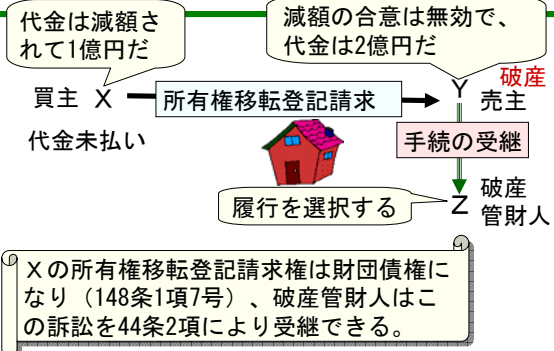 代金は減額さ
れて1億円だ
減額の合意は無効で、
代金は2億円だ
破産
買主 X
所有権移転登記請求
Y 売主
代金未払い
手続の受継
履行を選択する
Z 破産
管財人
Xの所有権移転登記請求権は財団債権に
なり(148条1項7号)、破産管財人はこ
の訴訟を44条2項により受継できる。